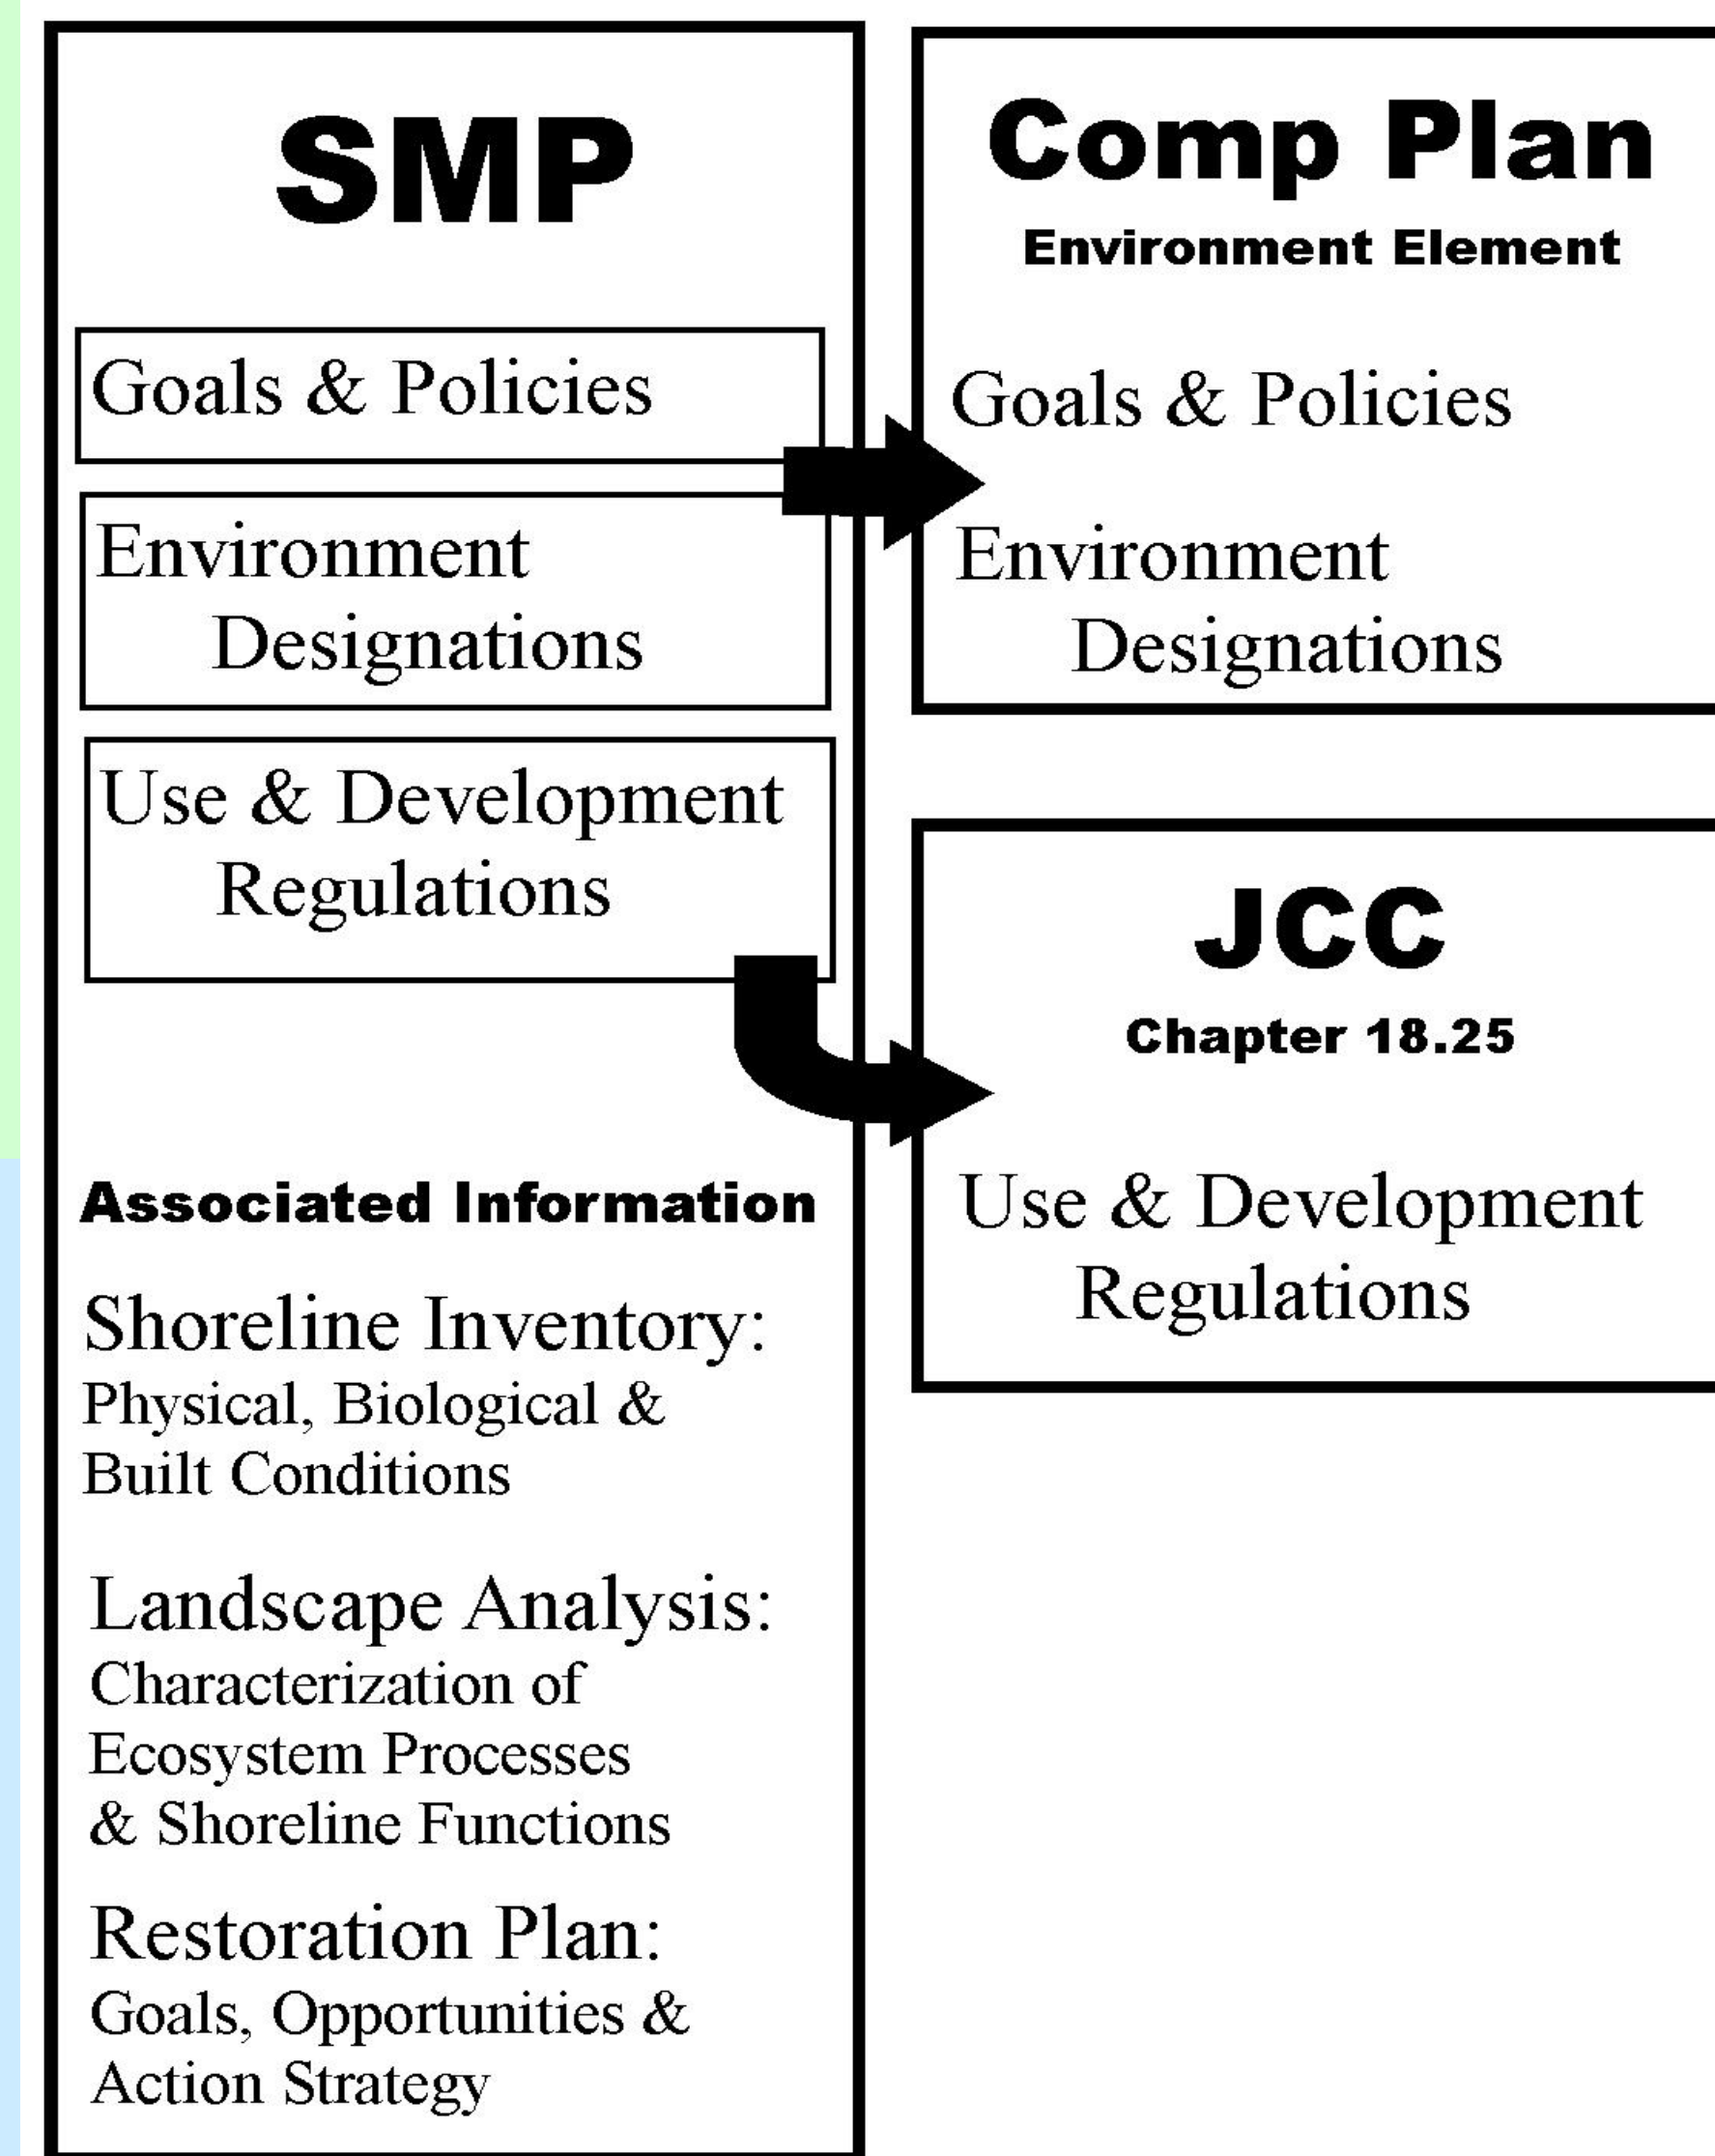 SMP
Goals & Policies
Environment
Designations
Use & Development
Regulations
Associated Information
Shoreline Inventory:
Physical, Biological &
Built Conditions
Landscape Analysis:
Characterization of
Ecosystem Processes
& Shoreline Functions
Restoration Plan:
Goals, Opportunities &
Action Strategy
Comp Plan
Environment Element
Goals & Policies
Environment
Designations
JCC
Chapter 18.25
Use & Development
Regulations